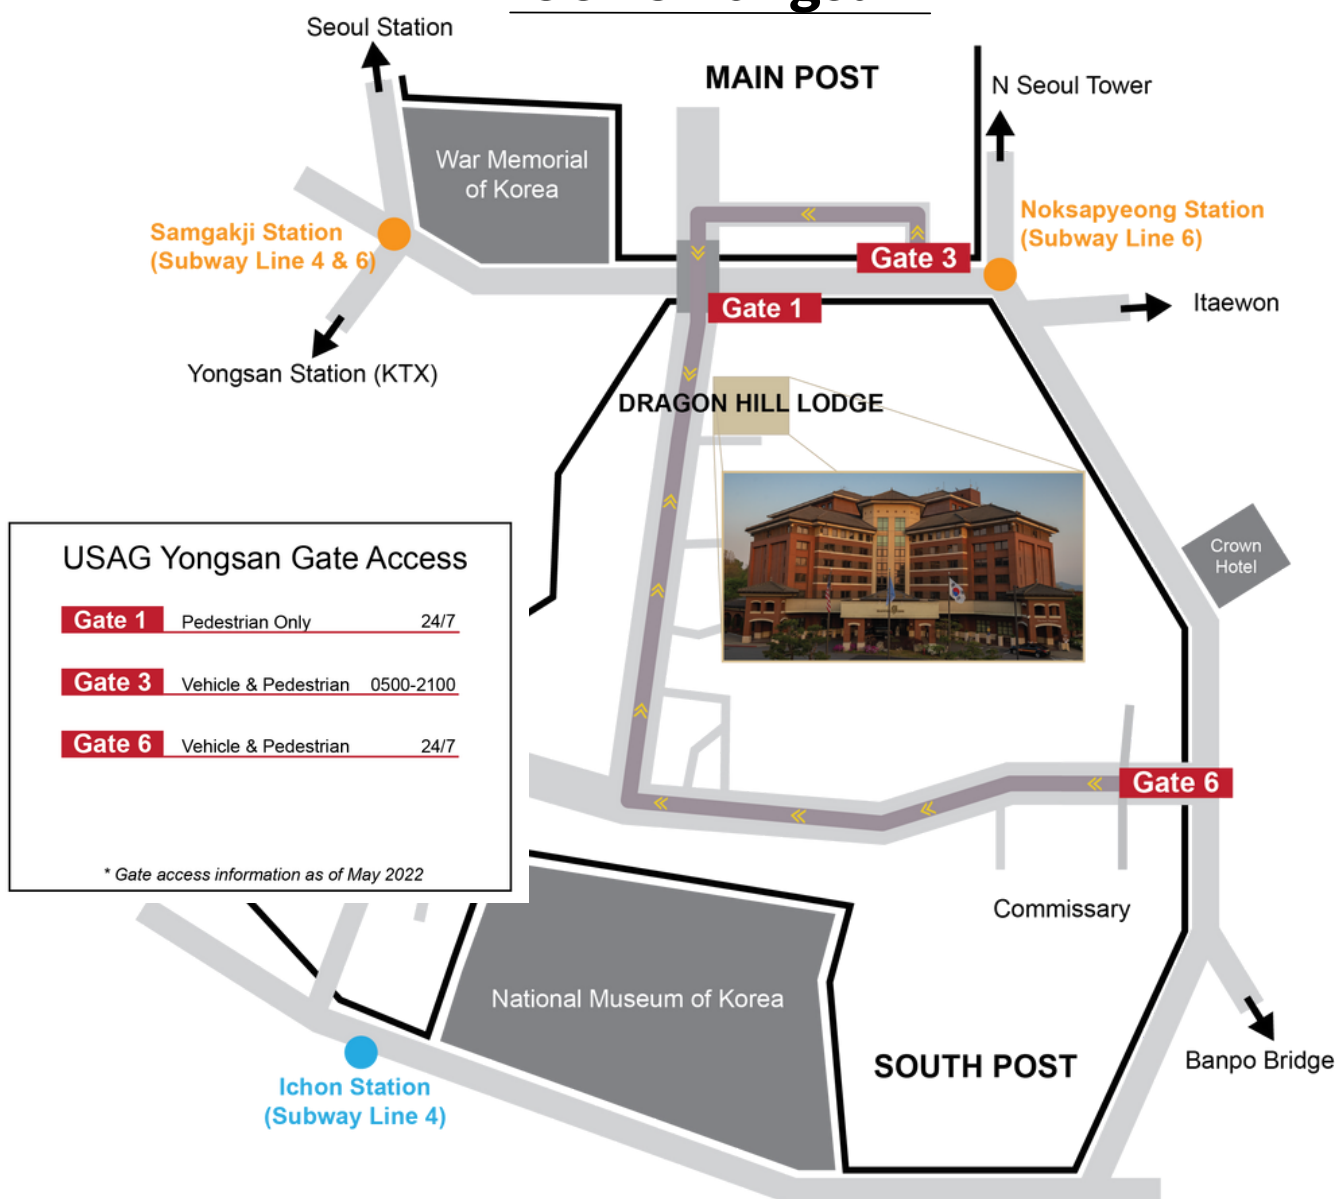 Seoul Station
MAIN POST
N Seoul Tower
War Memorial
of Korea
Samgakji Station
(Subway Line 4 & 6)
Noksapyeong Station
(Subway Line 6)
Gate 3
Gate 1
Itaewon
Yongsan Station (KTX)
DRAGON HILL LODGE
Crown
Hotel
USAG Yongsan Gate Access
Gate 1 Pedestrian Only 24/7
Gate 3 Vehicle & Pedestrian 0500-2100
Gate 6 Vehicle & Pedestrian 24/7
* Gate access information as of May 2022
Gate 6
Commissary
National Museum of Korea
SOUTH POST
Banpo Bridge
Ichon Station
(Subway Line 4)